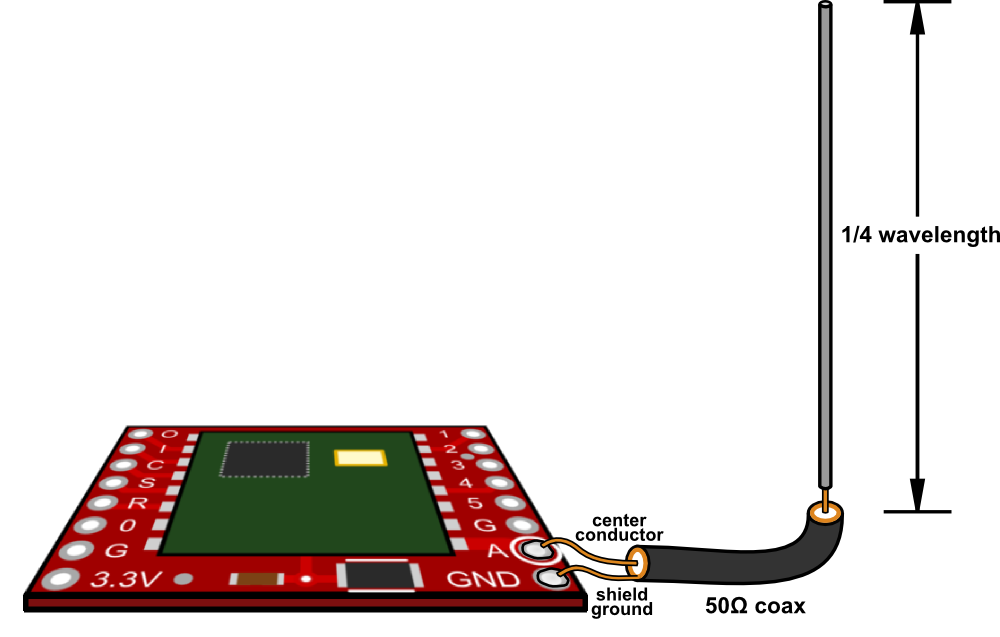 1/4 wavelength
O
1
I
2
C
3
S
4
R
5
0
G
G
A
3.3V
GND
center
conductor
shield
ground
50Ω coax